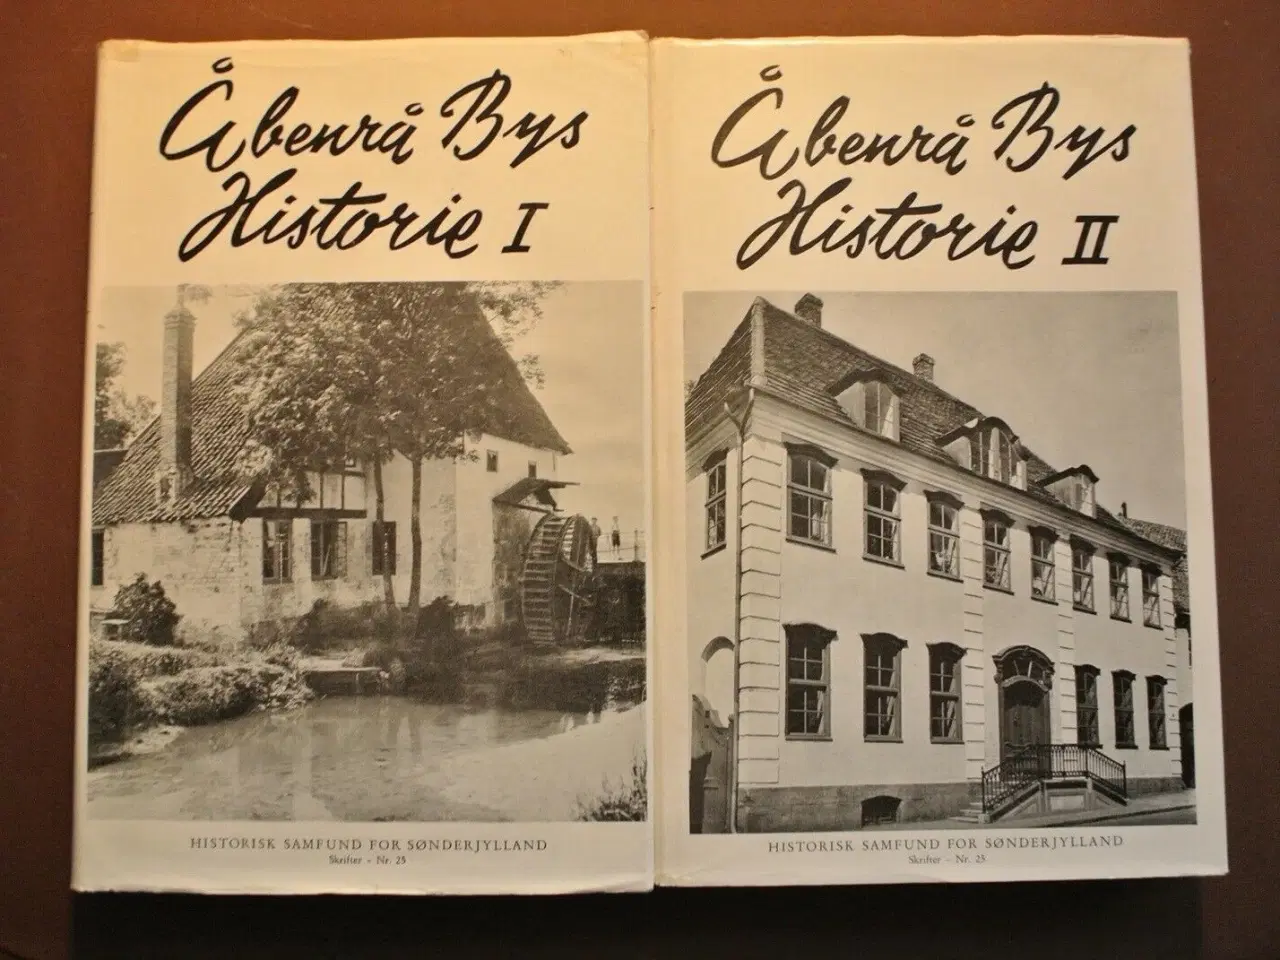 Åbenrå Bys
Historie I
HISTORISK SAMFUND FOR SØNDERJYLLAND
Skrifter - Nr. 25
Åbenrå Bys
Historie II
HISTORISK SAMFUND FOR SØNDERJYLLAND
Skrifter - Nr. 25